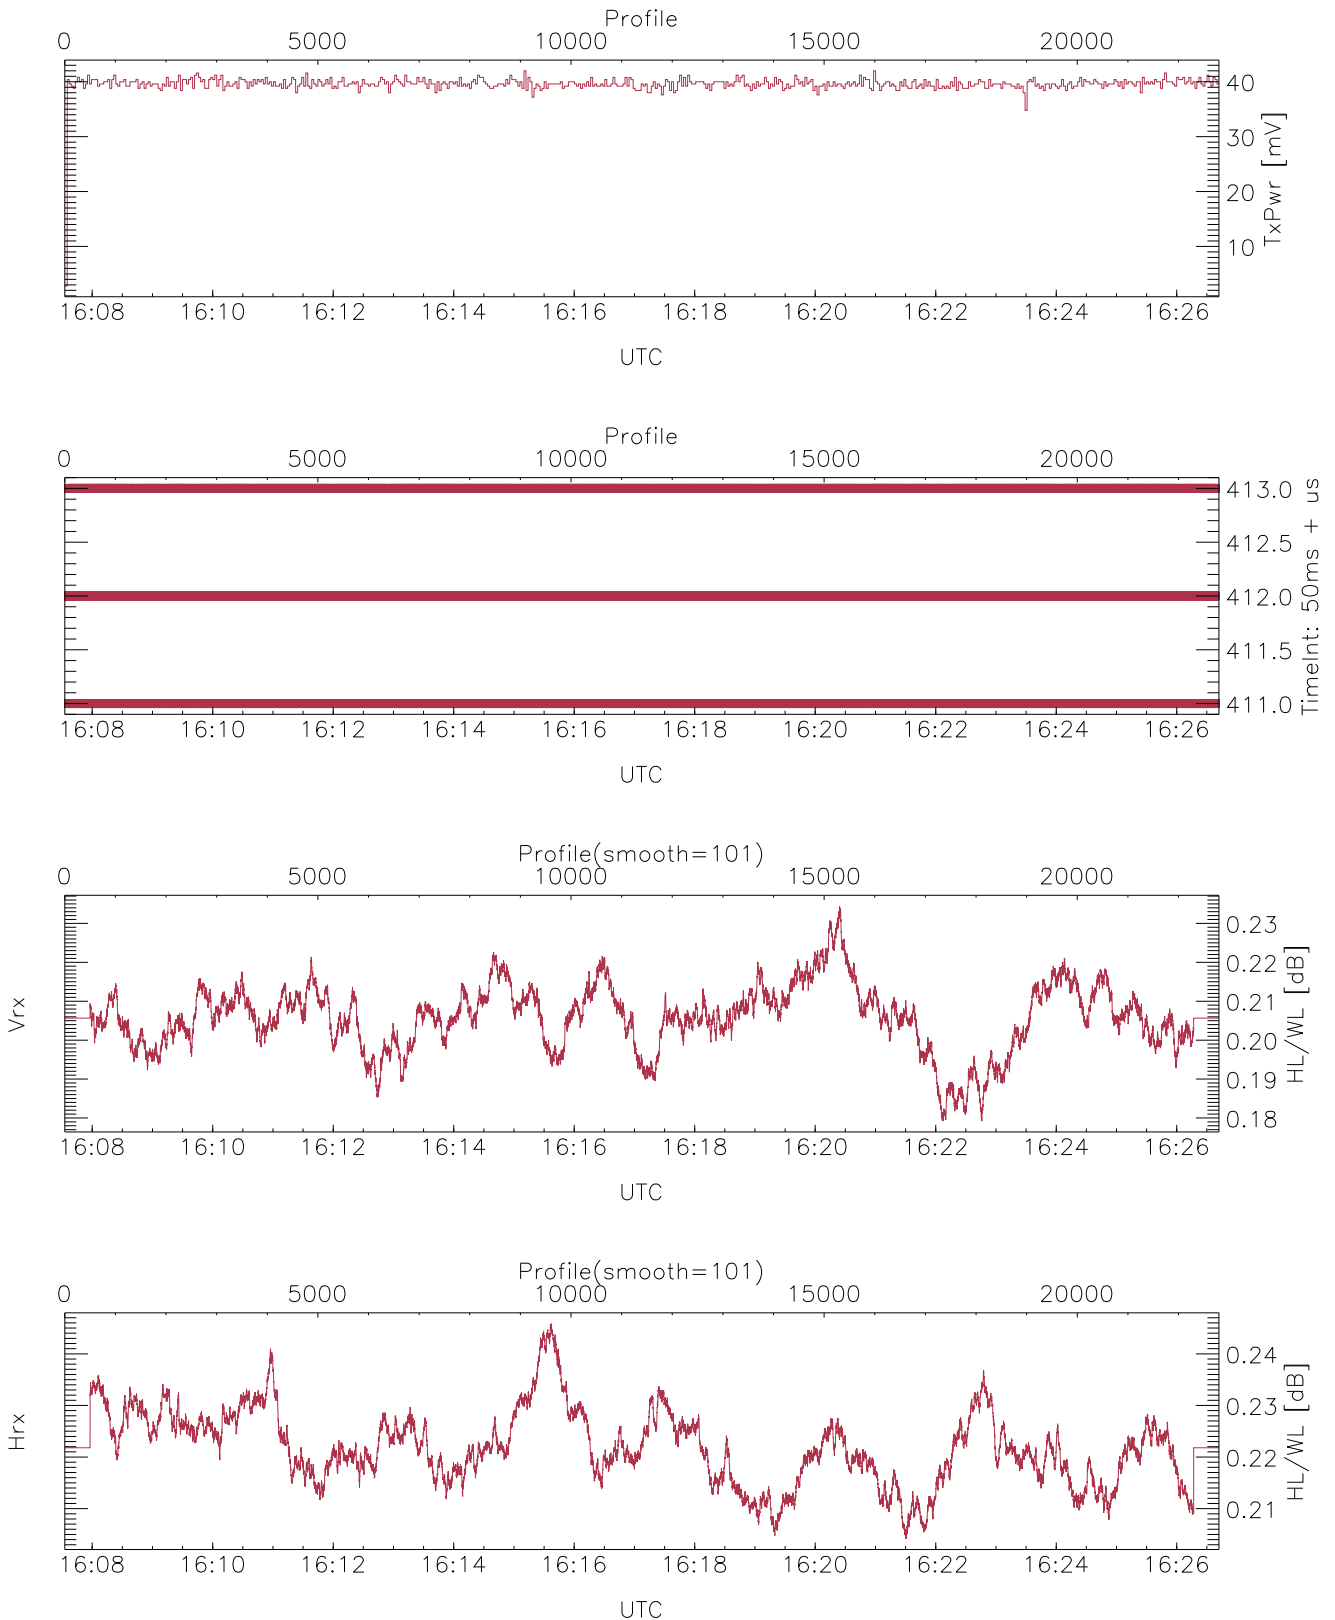 Profile
0 5000 10000 15000 20000
40
30
20
10
TxPwr [mV]
16:08 16:10 16:12 16:14 16:16 16:18 16:20 16:22 16:24 16:26
UTC
Profile
0 5000 10000 15000 20000
413.0
412.5
412.0
411.5
411.0
TimeInt: 50ms + us
16:08 16:10 16:12 16:14 16:16 16:18 16:20 16:22 16:24 16:26
UTC
Profile(smooth=101)
0 5000 10000 15000 20000
Vrx
0.23
0.22
0.21
0.20
0.19
0.18
HL/WL [dB]
16:08 16:10 16:12 16:14 16:16 16:18 16:20 16:22 16:24 16:26
UTC
Profile(smooth=101)
0 5000 10000 15000 20000
Hrx
0.24
0.23
0.22
0.21
HL/WL [dB]
16:08 16:10 16:12 16:14 16:16 16:18 16:20 16:22 16:24 16:26
UTC